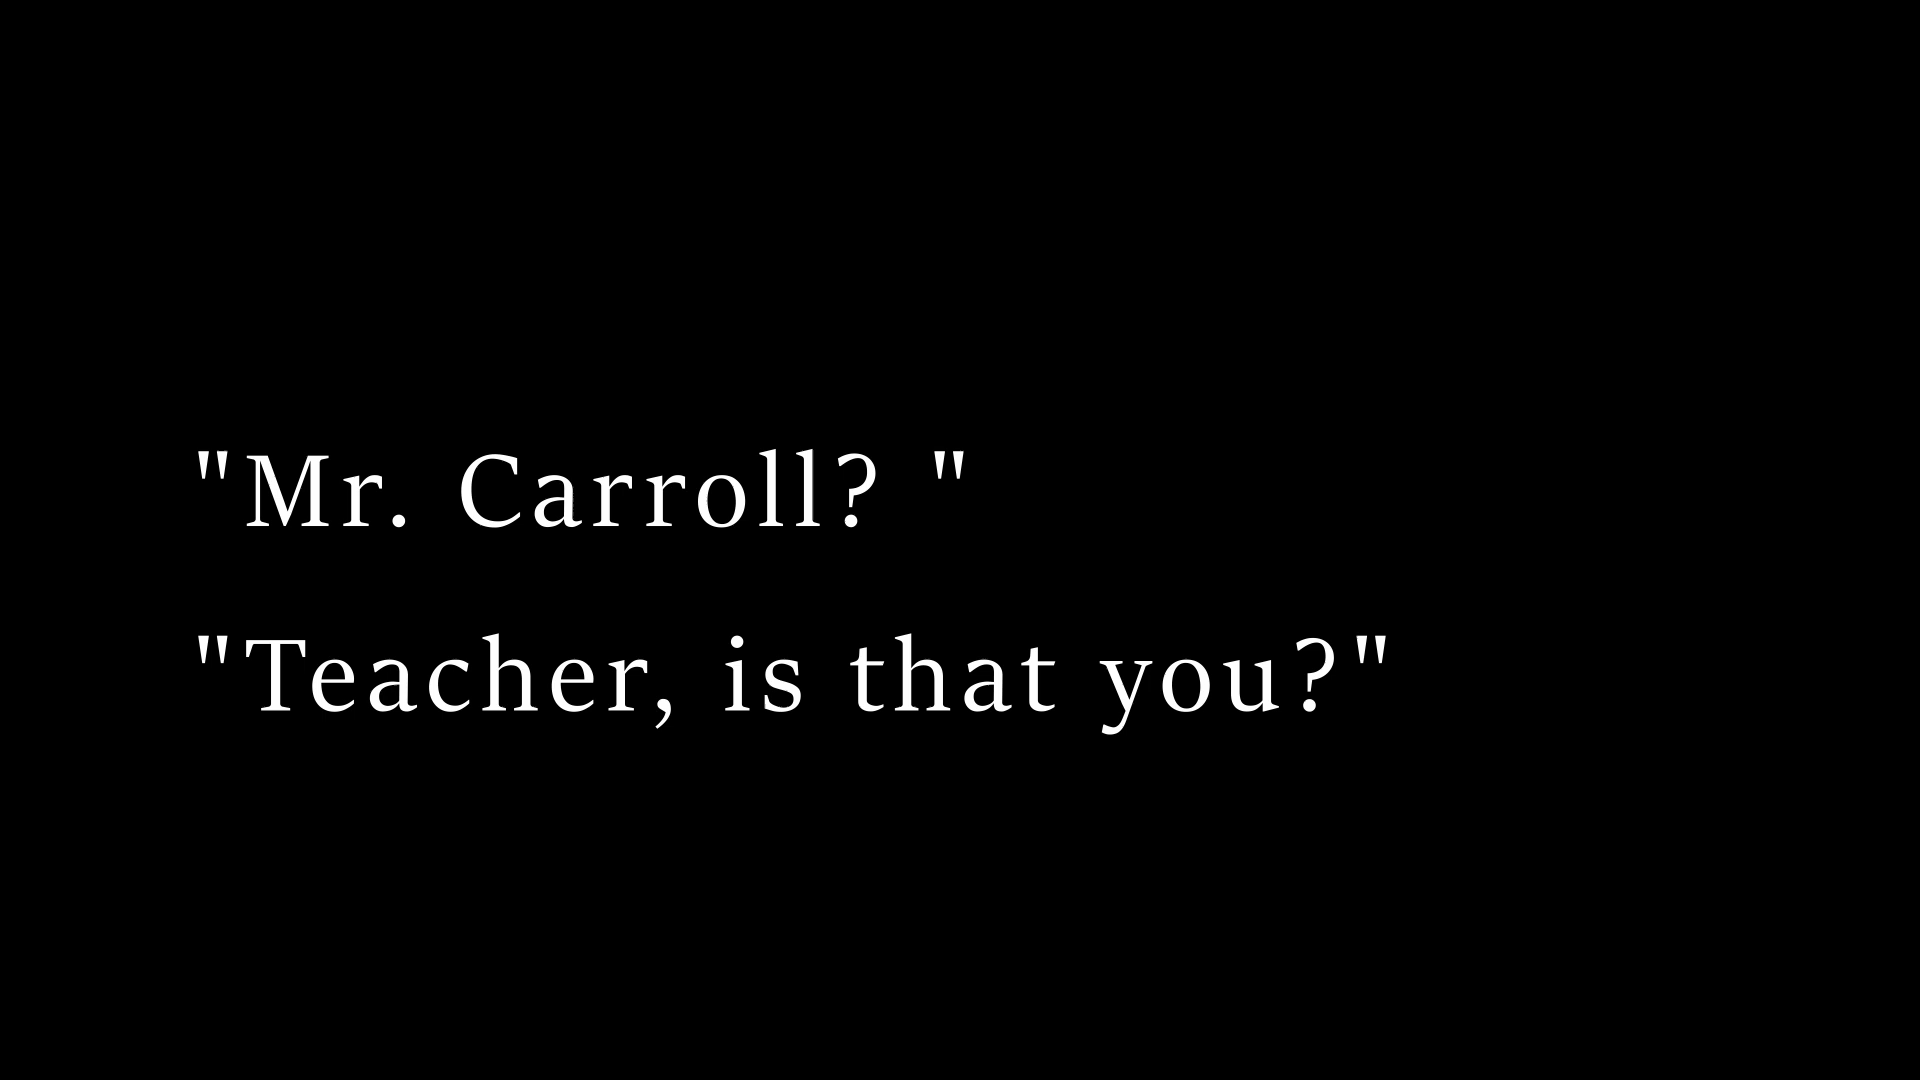 "Mr. Carroll? "
"Teacher, is that you?"